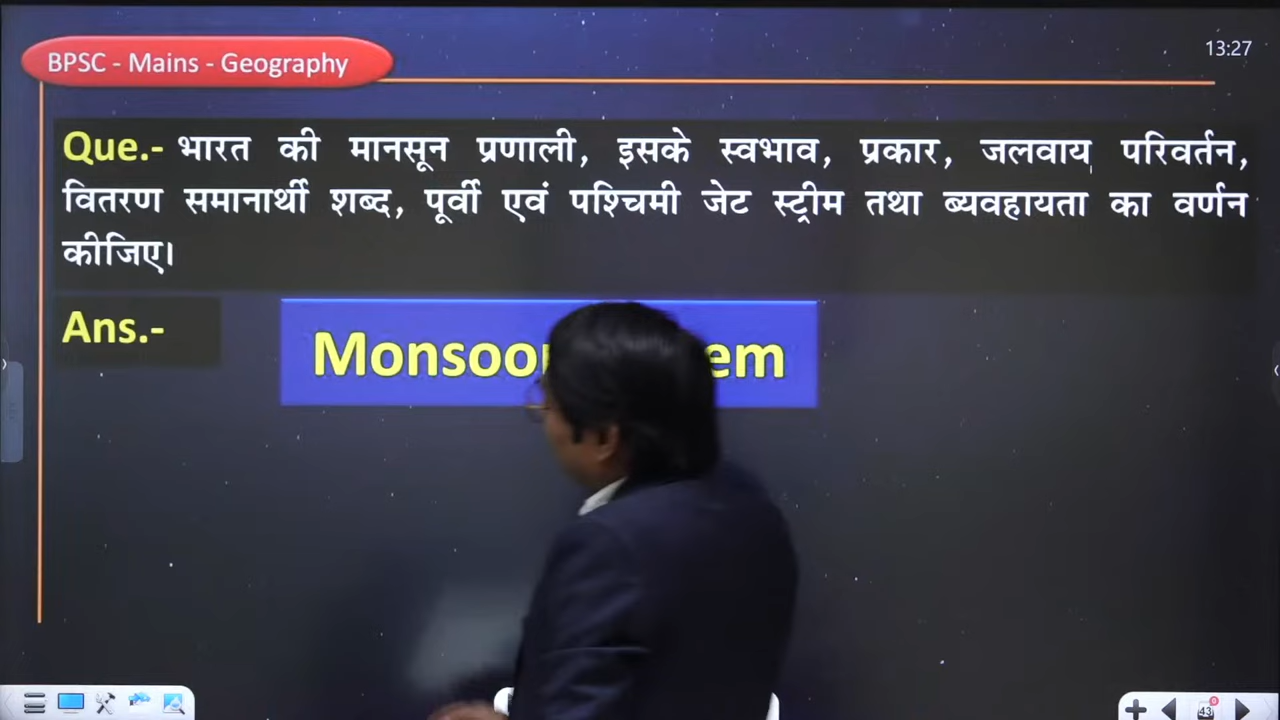 BPSC - Mains - Geography
13:27
Que.- भारत की मानसून प्रणाली, इसके स्वभाव, प्रकार, जलवाय परिवर्तन,
वितरण समानार्थी शब्द, पूर्वी एवं पश्चिमी जेट स्ट्रीम तथा ब्यवहायता का वर्णन
कीजिए।
Ans.-
43